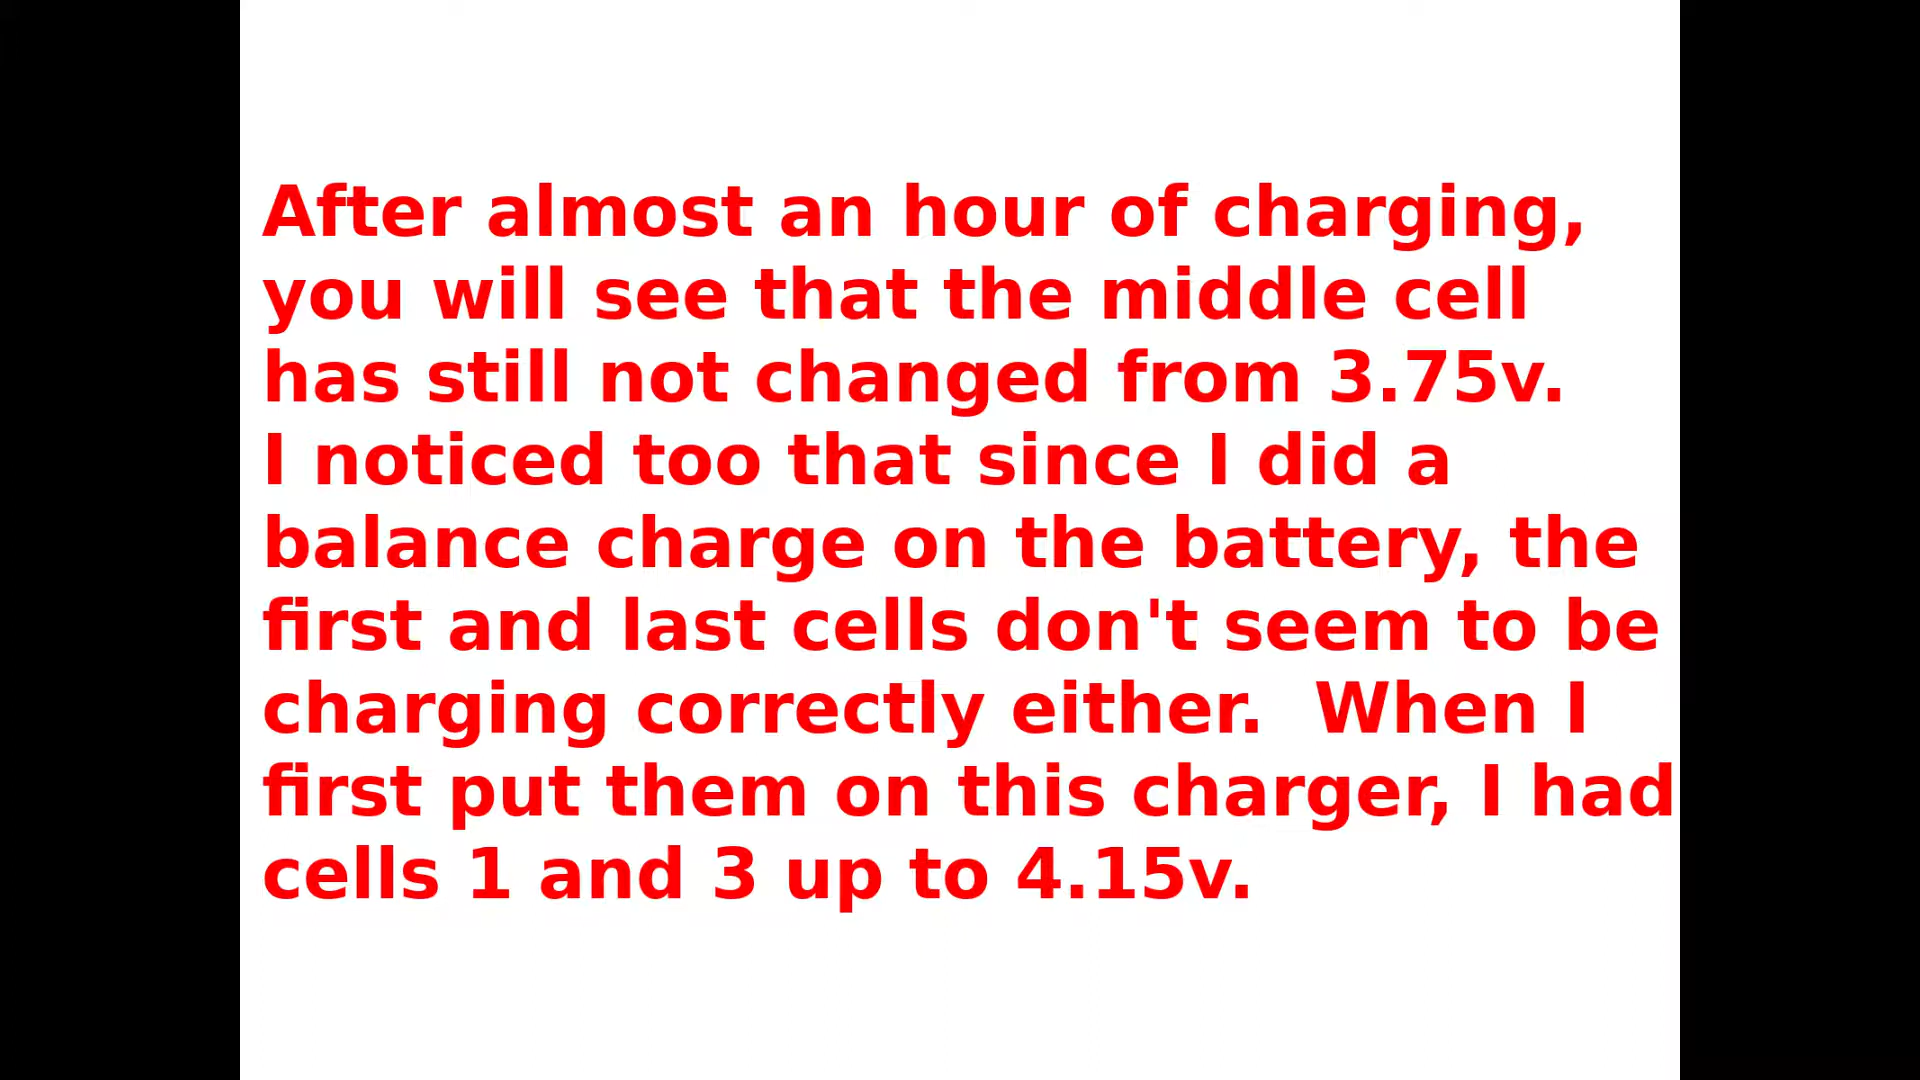 After almost an hour of charging,
you will see that the middle cell
has still not changed from 3.75v.
I noticed too that since I did a
balance charge on the battery, the
first and last cells don't seem to be
charging correctly either.  When I
first put them on this charger, I had
cells 1 and 3 up to 4.15v.